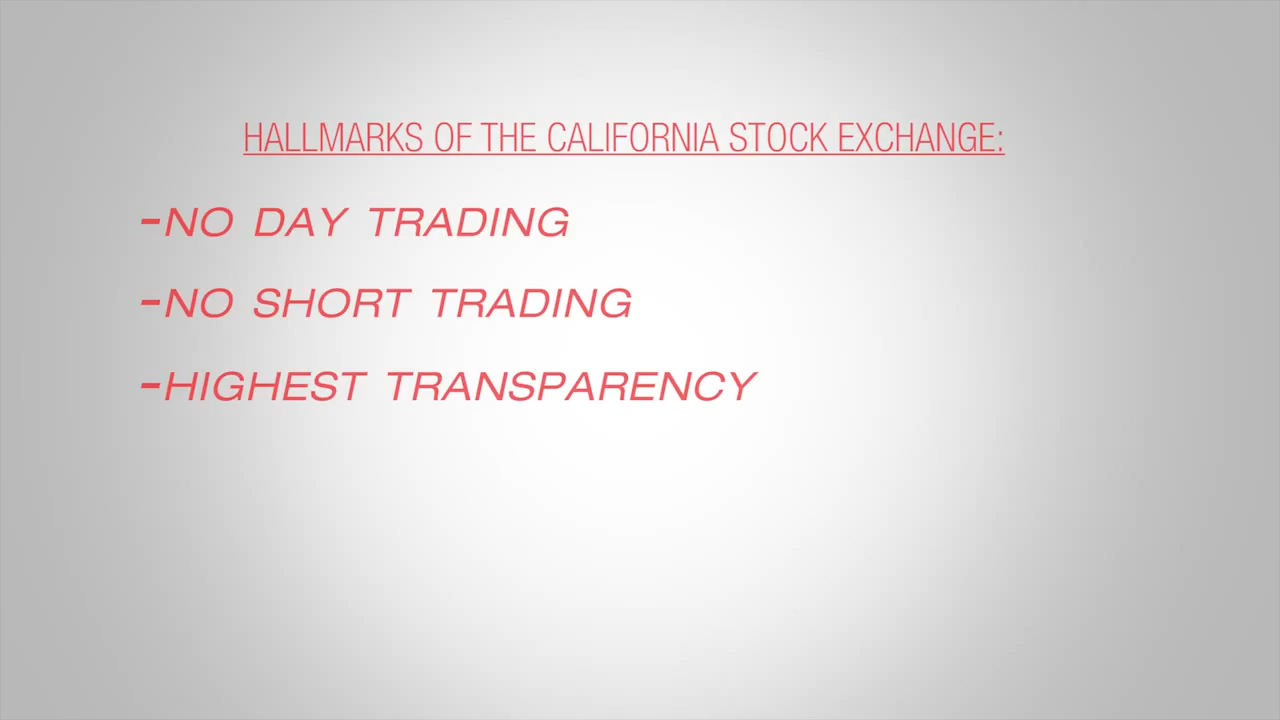 HALLMARKS OF THE CALIFORNIA STOCK EXCHANGE:
-NO DAY TRADING
-NO SHORT TRADING
-HIGHEST TRANSPARENCY